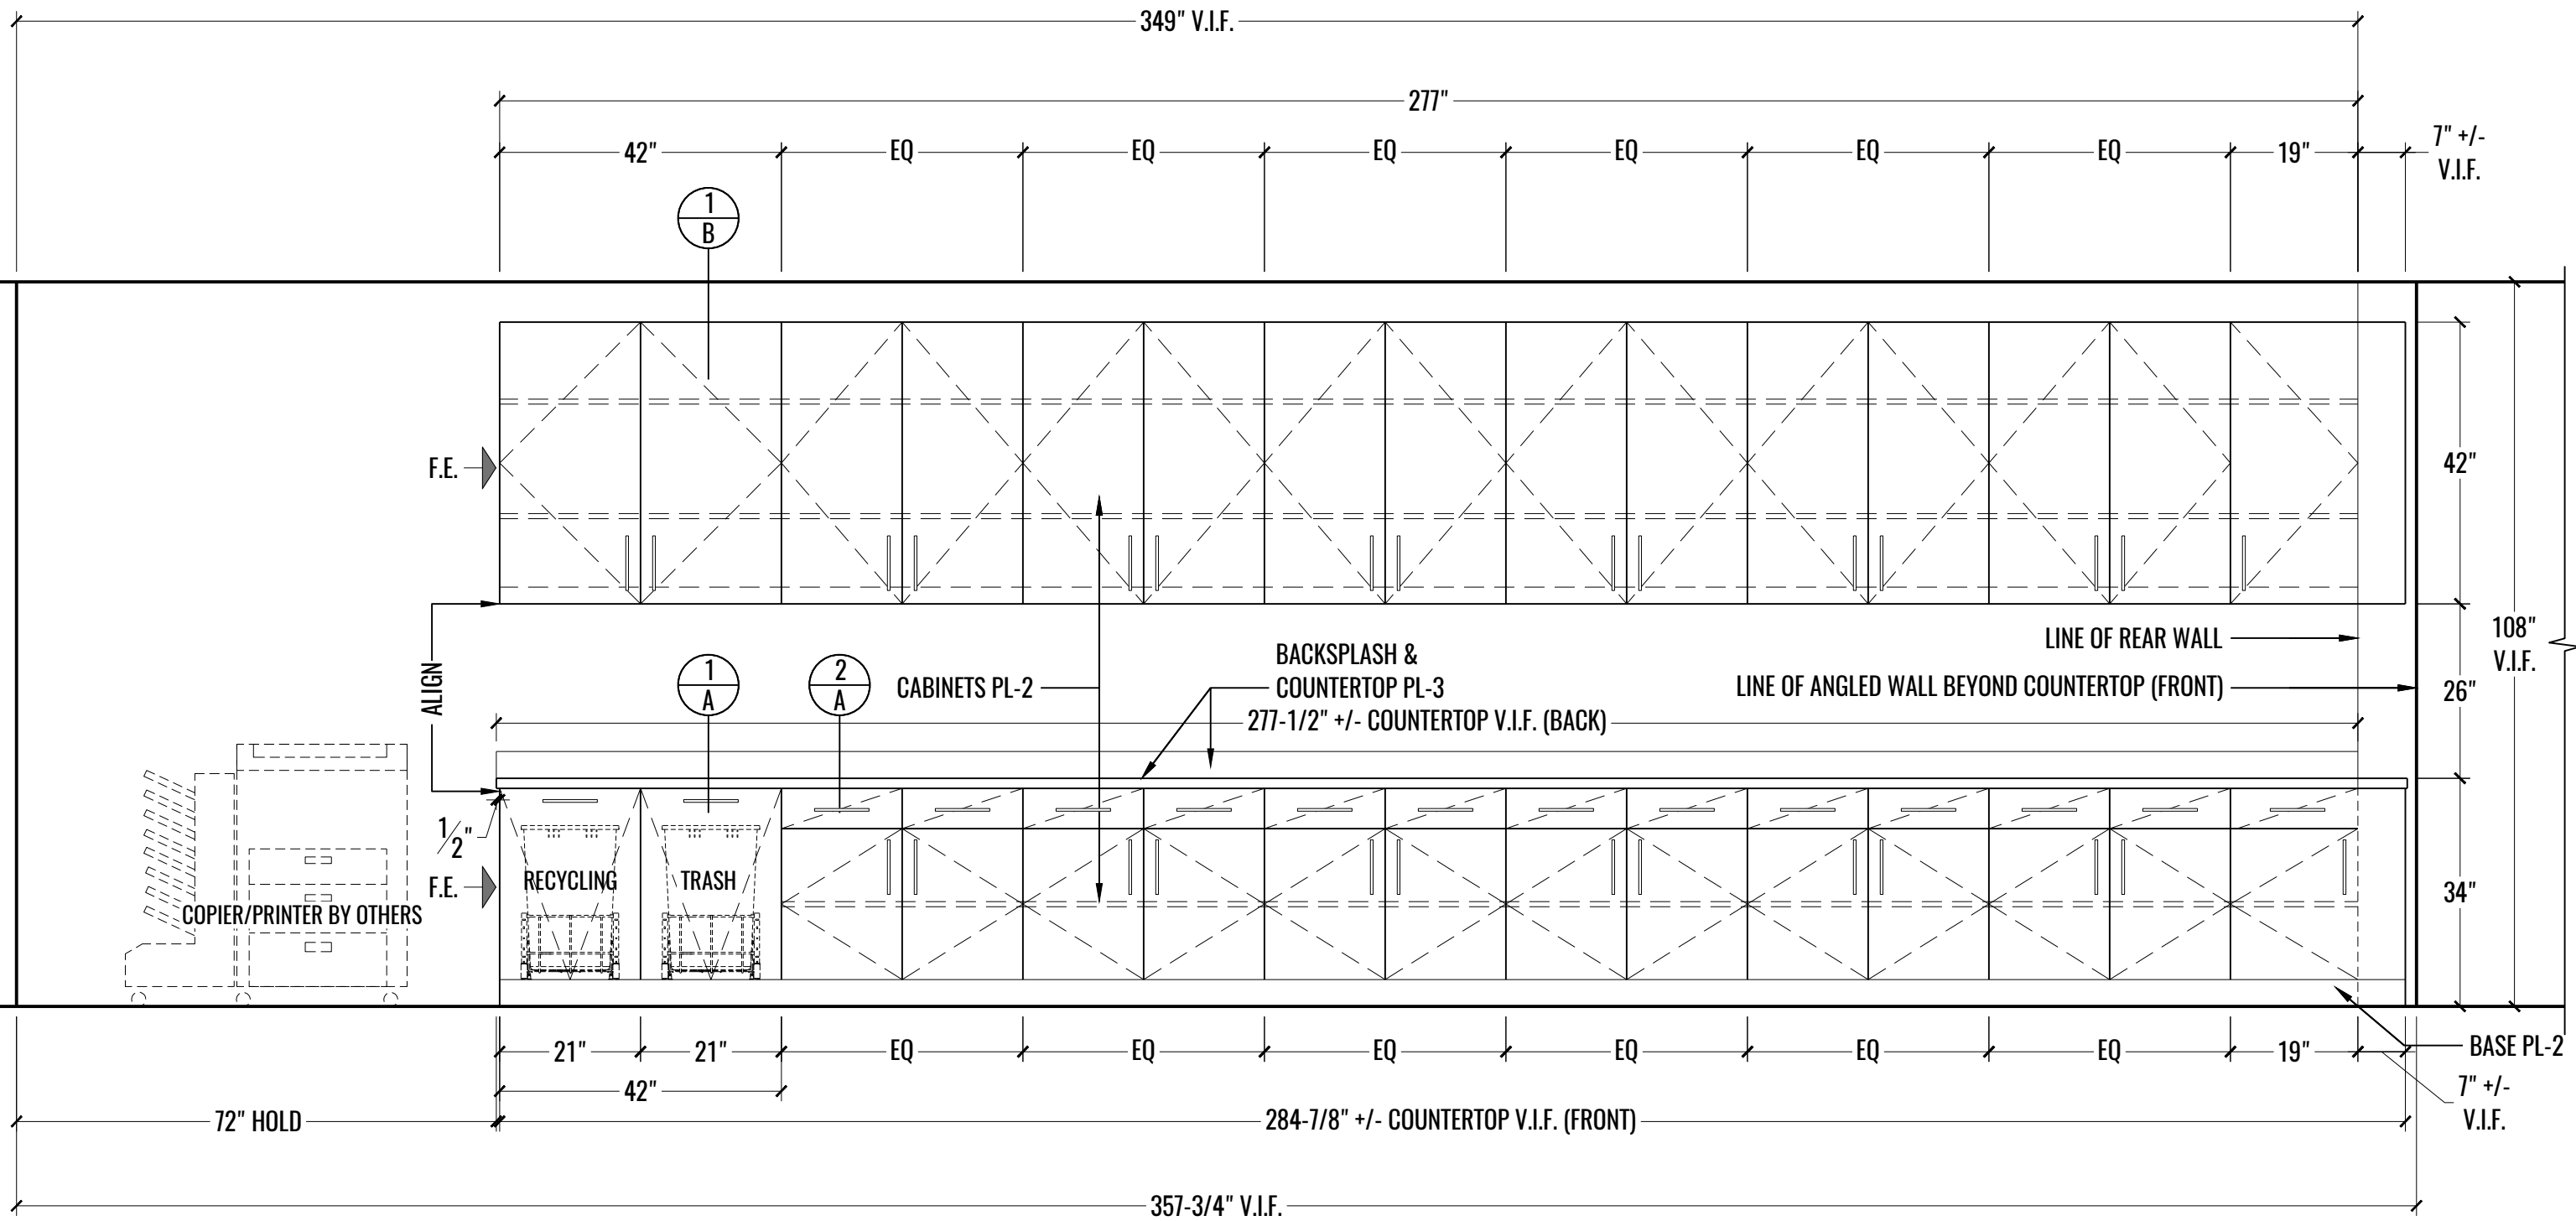 349" V.I.F.
277"
42"
EQ
EQ
EQ
EQ
EQ
EQ
19"
7" +/-
V.I.F.
1
B
F.E.
42"
ALIGN
1
A
2
A
CABINETS PL-2
BACKSPLASH &
COUNTERTOP PL-3
277-1/2" +/- COUNTERTOP V.I.F. (BACK)
LINE OF REAR WALL
LINE OF ANGLED WALL BEYOND COUNTERTOP (FRONT)
26"
108"
V.I.F.
1/2"
F.E.
RECYCLING
TRASH
COPIER/PRINTER BY OTHERS
34"
21"
21"
EQ
EQ
EQ
EQ
EQ
EQ
19"
BASE PL-2
42"
7" +/-
V.I.F.
72" HOLD
284-7/8" +/- COUNTERTOP V.I.F. (FRONT)
357-3/4" V.I.F.